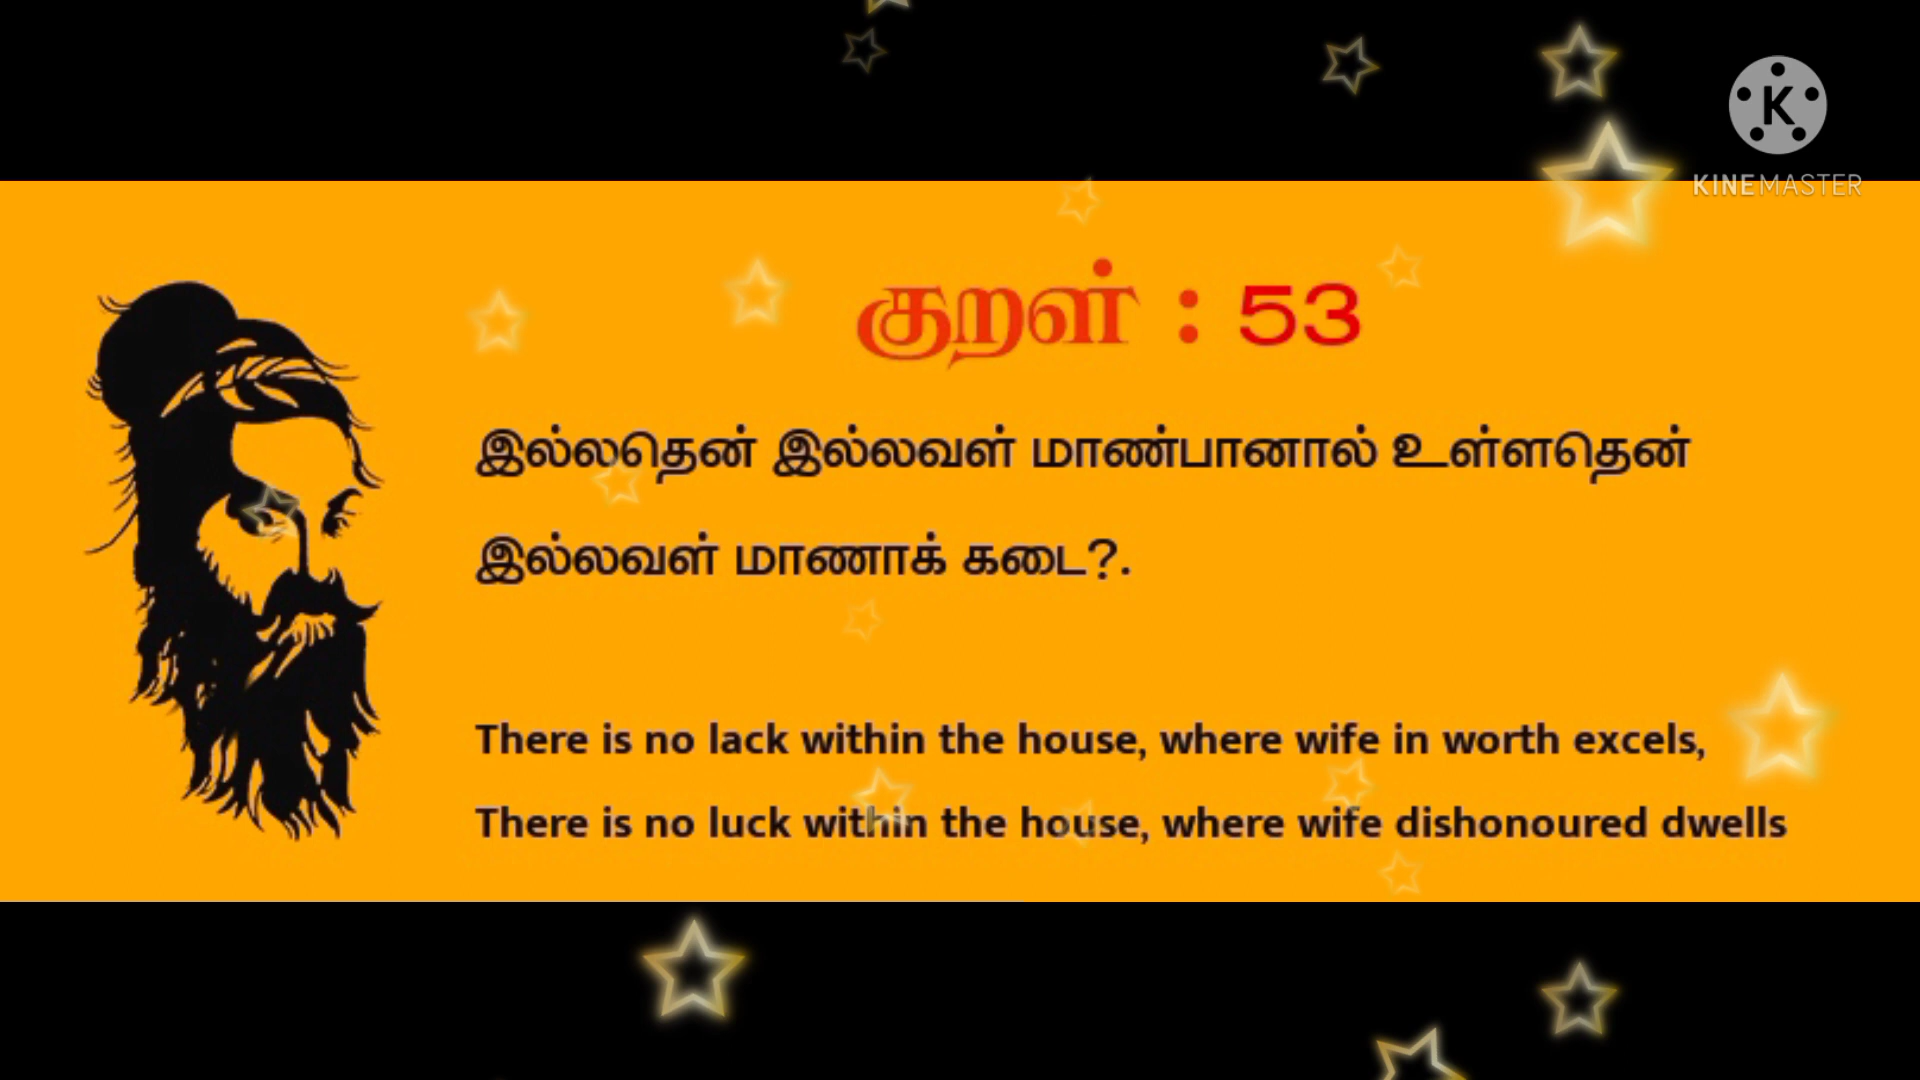 K
KINEMASTER
குறள் : 53
இல்லதென் இல்லவள் மாண்பானால் உள்ளதென்
இல்லவள் மாணாக் கடை?.
There is no lack within the house, where wife in worth excels,
There is no luck within the house, where wife dishonoured dwells